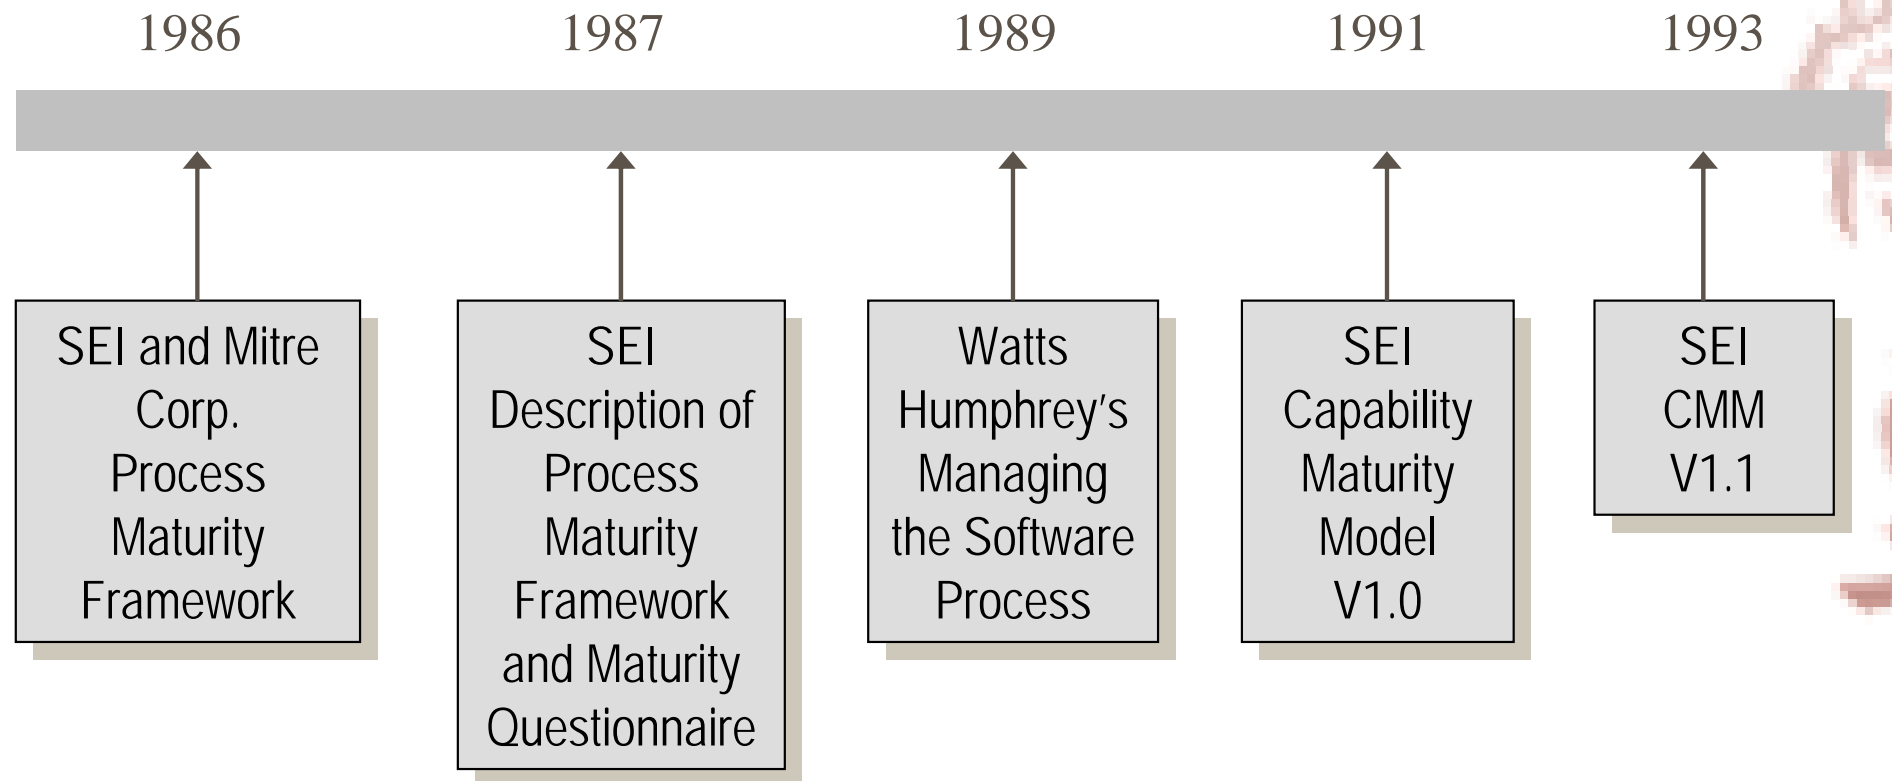 1986 1987 1989 1991 1993
SEI and Mitre
Corp.
Process
Maturity
Framework
SEI
Description of
Process
Maturity
Framework
and Maturity
Questionnaire
Watts
Humphrey's
Managing
the Software
Process
SEI
Capability
Maturity
Model
V1.0
SEI
CMM
V1.1